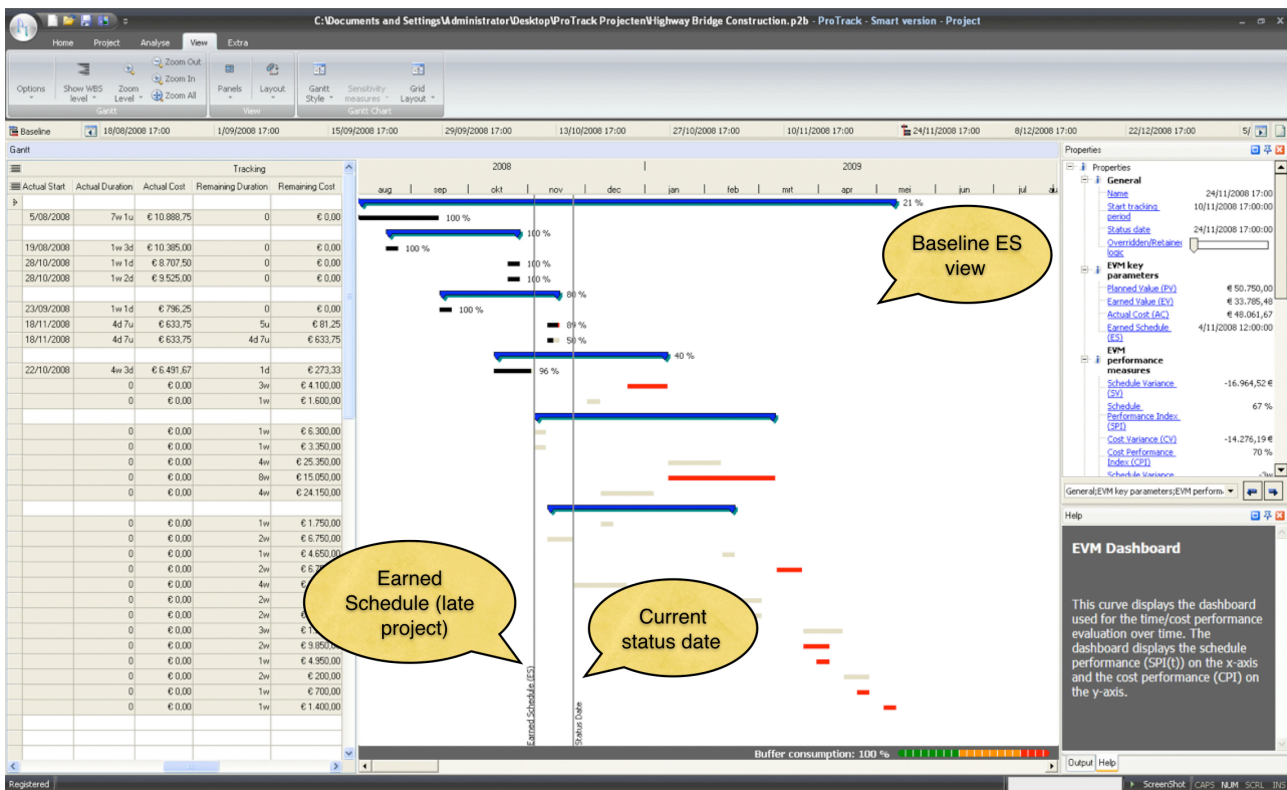 C:\Documents and Settings\Administrator\Desktop\ProTrack Projecten\Highway Bridge Construction.p2b - ProTrack - Smart version - Project
Home Project Analyse View Extra
Options
Show WBS level
Zoom Level
Zoom Out
Zoom In
Zoom All
Panels
Layout
Gantt Style
Sensitivity measures
Grid Layout
Gantt View Gantt Chart
Baseline 18/08/2008 17:00 1/09/2008 17:00 15/09/2008 17:00 29/09/2008 17:00 13/10/2008 17:00 27/10/2008 17:00 10/11/2008 17:00 24/11/2008 17:00 8/12/2008 17:00 22/12/2008 17:00 5/
Gantt
Tracking
Actual Start Actual Duration Actual Cost Remaining Duration Remaining Cost
5/08/2008 7w 1u € 10.888,75 0 € 0,00
19/08/2008 1w 3d € 10.385,00 0 € 0,00
28/10/2008 1w 1d € 8.707,50 0 € 0,00
28/10/2008 1w 2d € 9.525,00 0 € 0,00
23/09/2008 1w 1d € 796,25 0 € 0,00
18/11/2008 4d 7u € 633,75 5u € 81,25
18/11/2008 4d 7u € 633,75 4d 7u € 633,75
22/10/2008 4w 3d € 6.491,67 1d € 273,33
0 € 0,00 3w € 4.100,00
0 € 0,00 1w € 1.600,00
0 € 0,00 1w € 6.300,00
0 € 0,00 1w € 3.350,00
0 € 0,00 4w € 25.350,00
0 € 0,00 8w € 15.050,00
0 € 0,00 4w € 24.150,00
0 € 0,00 1w € 1.750,00
0 € 0,00 2w € 6.750,00
0 € 0,00 1w € 4.650,00
0 € 0,00 2w
0 € 0,00 4w
0 € 0,00 2w
0 € 0,00 2w
0 € 0,00 3w
0 € 0,00 2w € 9.850,00
0 € 0,00 1w € 4.950,00
0 € 0,00 2w € 200,00
0 € 0,00 1w € 700,00
0 € 0,00 1w € 1.400,00
2008 2009
aug sep okt nov dec jan feb mrt apr mei jun jul
21 %
100 %
100 %
100 %
100 %
100 %
80 %
100 %
89 %
50 %
40 %
96 %
Baseline ES
view
Earned
Schedule (late
project)
Current
status date
Earned Schedule (ES)
Status Date
Buffer consumption: 100 %
Properties
Properties
General
Name 24/11/2008 17:00
Start tracking period 10/11/2008 17:00:00
Status date 24/11/2008 17:00:00
Overridden/Retained logic
EVM key
parameters
Planned Value (PV) € 50.750,00
Earned Value (EV) € 33.785,48
Actual Cost (AC) € 48.061,67
Earned Schedule (ES) 4/11/2008 12:00:00
EVM
performance
measures
Schedule Variance (SV) -16.964,52 €
Schedule Performance Index (SPI) 67 %
Cost Variance (CV) -14.276,19 €
Cost Performance Index (CPI) 70 %
Schedule Variance
General;EVM key parameters;EVM perform
Help
EVM Dashboard
This curve displays the dashboard
used for the time/cost performance
evaluation over time. The
dashboard displays the schedule
performance (SPI(t)) on the x-axis
and the cost performance (CPI) on
the y-axis.
Output Help
Registered
ScreenShot CAPS NUM SCRL INS